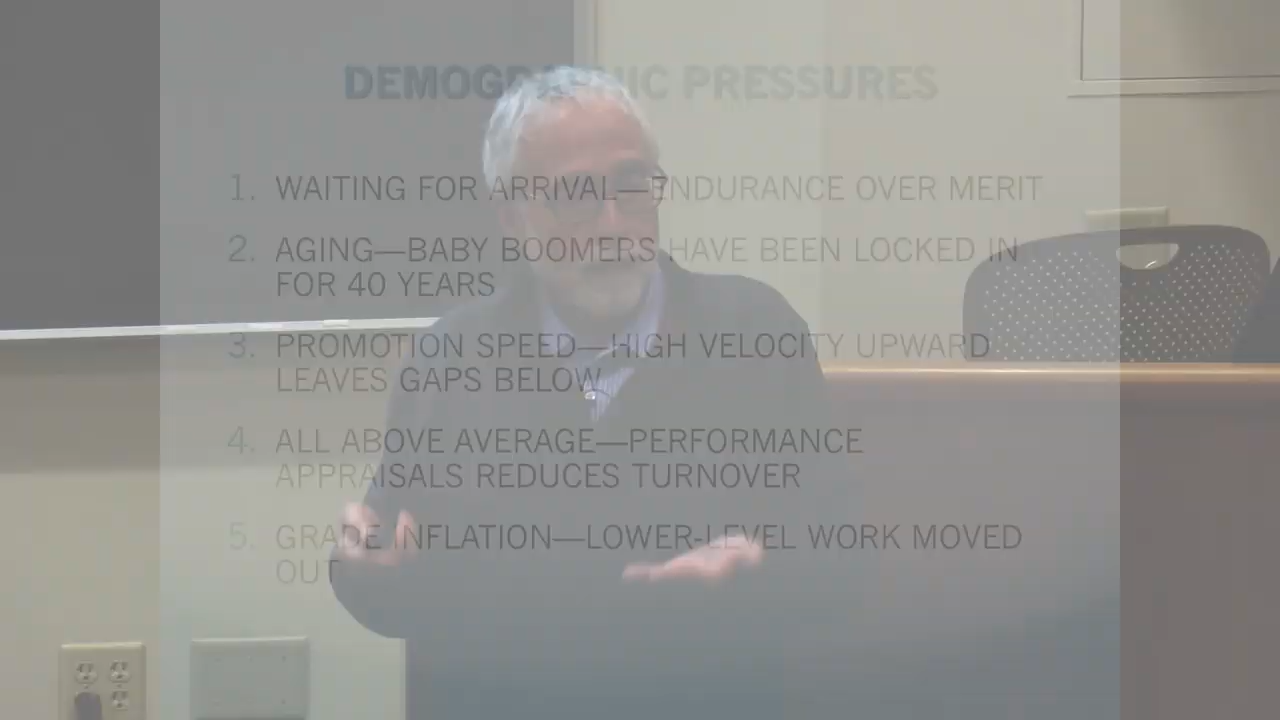 DEMOGRAPHIC PRESSURES
1. WAITING FOR ARRIVAL—ENDURANCE OVER MERIT
2. AGING—BABY BOOMERS HAVE BEEN LOCKED IN
FOR 40 YEARS
3. PROMOTION SPEED—HIGH VELOCITY UPWARD
LEAVES GAPS BELOW
4. ALL ABOVE AVERAGE—PERFORMANCE
APPRAISALS REDUCES TURNOVER
5. GRADE INFLATION—LOWER-LEVEL WORK MOVED
OUT